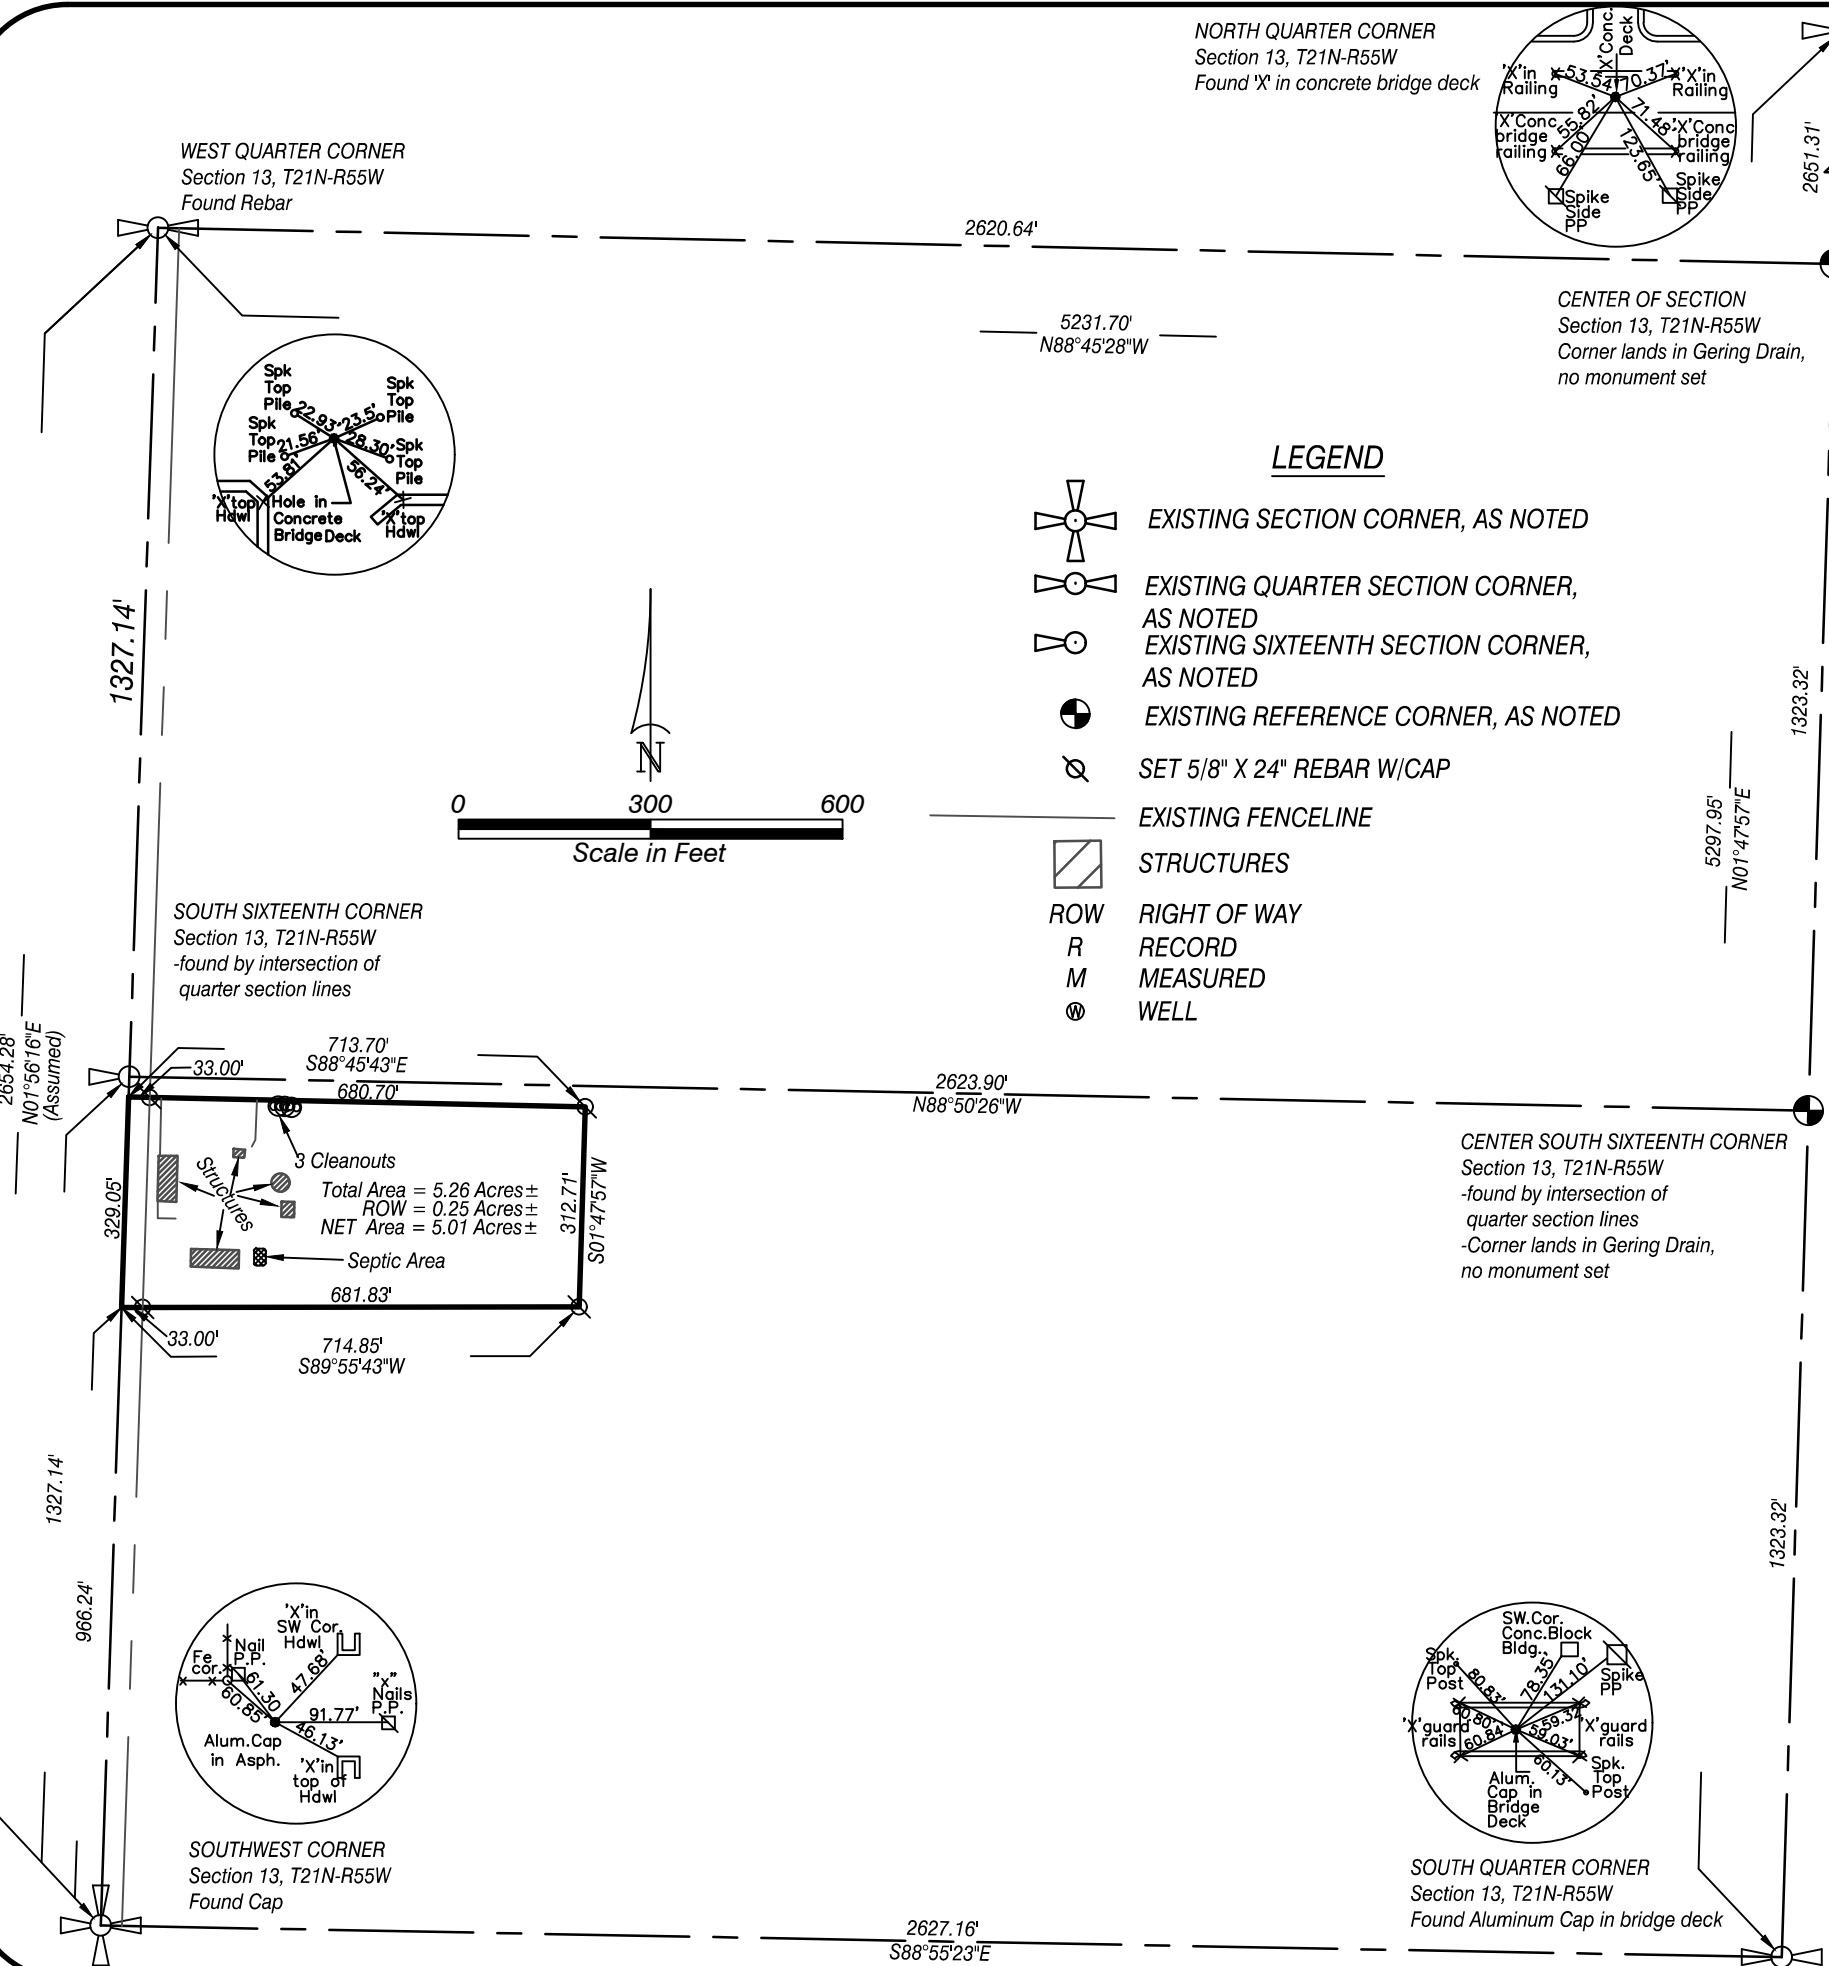 NORTH QUARTER CORNER
Section 13, T21N-R55W
Found 'X' in concrete bridge deck
'X'Conc.
Deck
'X'in
Railing
53.54'
70.37'
'X'in
Railing
'X'Conc
bridge
railing
55.82'
71.48'
'X'Conc
bridge
railing
66.00'
123.65'
Spike
Side
PP
Spike
Side
PP
2651.31'
WEST QUARTER CORNER
Section 13, T21N-R55W
Found Rebar
2620.64'
5231.70'
N88°45'28"W
CENTER OF SECTION
Section 13, T21N-R55W
Corner lands in Gering Drain,
no monument set
Spk
Top
Pile
22.93'
23.5'
Spk
Top
Pile
Spk
Top
Pile
21.56'
28.30'
Spk
Top
Pile
53.81'
56.24'
'X'top
Hdwl
Hole in
Concrete
Bridge Deck
'X'top
Hdwl
LEGEND
EXISTING SECTION CORNER, AS NOTED
EXISTING QUARTER SECTION CORNER,
AS NOTED
EXISTING SIXTEENTH SECTION CORNER,
AS NOTED
EXISTING REFERENCE CORNER, AS NOTED
SET 5/8" X 24" REBAR W/CAP
EXISTING FENCELINE
STRUCTURES
ROW RIGHT OF WAY
R RECORD
M MEASURED
W WELL
1327.14'
N
0 300 600
Scale in Feet
1323.32'
5297.95'
N01°47'57"E
SOUTH SIXTEENTH CORNER
Section 13, T21N-R55W
-found by intersection of
quarter section lines
2654.28'
N01°56'16"E
(Assumed)
713.70'
S88°45'43"E
33.00'
680.70'
2623.90'
N88°50'26"W
3 Cleanouts
Structures
Total Area = 5.26 Acres±
ROW = 0.25 Acres±
NET Area = 5.01 Acres±
329.05'
312.71'
S01°47'57"W
Septic Area
681.83'
33.00'
714.85'
S89°55'43"W
CENTER SOUTH SIXTEENTH CORNER
Section 13, T21N-R55W
-found by intersection of
quarter section lines
-Corner lands in Gering Drain,
no monument set
1327.14'
966.24'
1323.32'
'X'in
SW Cor.
Hdwl
Nail
P.P.
Fe
cor.
61.30
47.68'
60.85'
91.77'
"x"
Nails
P.P.
46.13'
Alum.Cap
in Asph.
'X'in
top of
Hdwl
SOUTHWEST CORNER
Section 13, T21N-R55W
Found Cap
SW.Cor.
Conc.Block
Bldg.
Spk.
Top
Post
80.83'
78.35'
131.10'
Spike
PP
60.80'
59.32'
'X'guard
rails
60.84'
59.03'
'X'guard
rails
60.13'
Spk.
Top
Post
Alum.
Cap in
Bridge
Deck
SOUTH QUARTER CORNER
Section 13, T21N-R55W
Found Aluminum Cap in bridge deck
2627.16'
S88°55'23"E